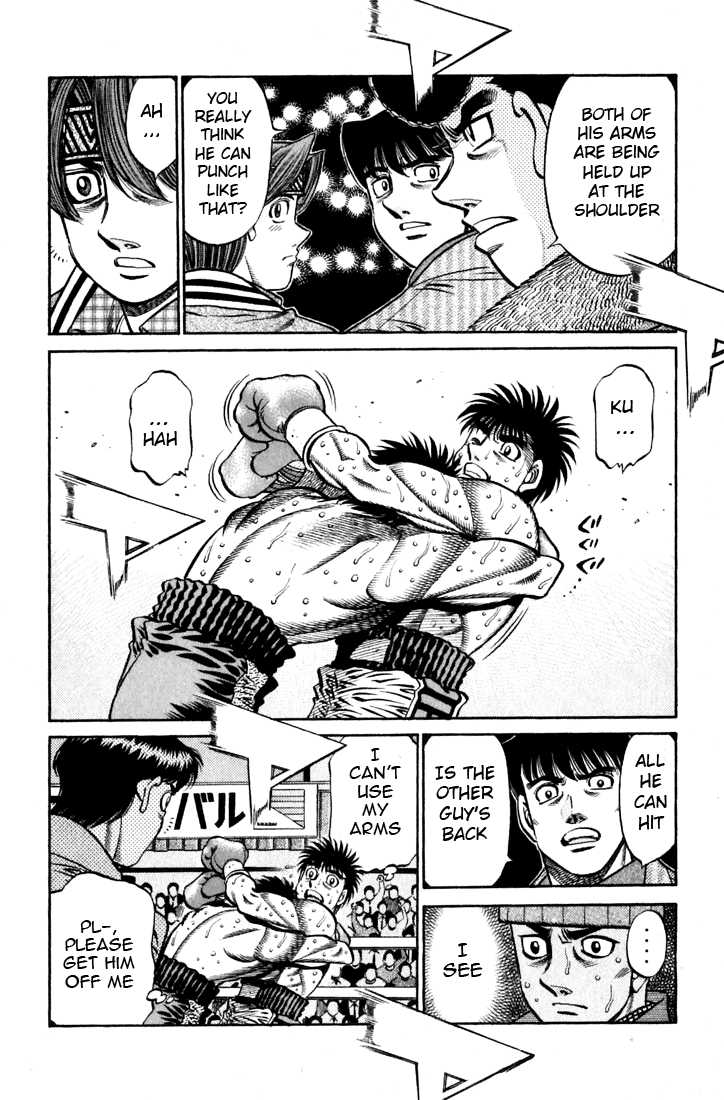 BOTH OF
HIS ARMS
ARE BEING
HELD UP
AT THE
SHOULDER
YOU
REALLY
THINK
HE CAN
PUNCH
LIKE
THAT?
AH
...
KU
...
...
HAH
ALL
HE
CAN
HIT
IS THE
OTHER
GUY'S
BACK
I
CAN'T
USE
MY
ARMS
バル
PL-,
PLEASE
GET HIM
OFF ME
....
I
SEE